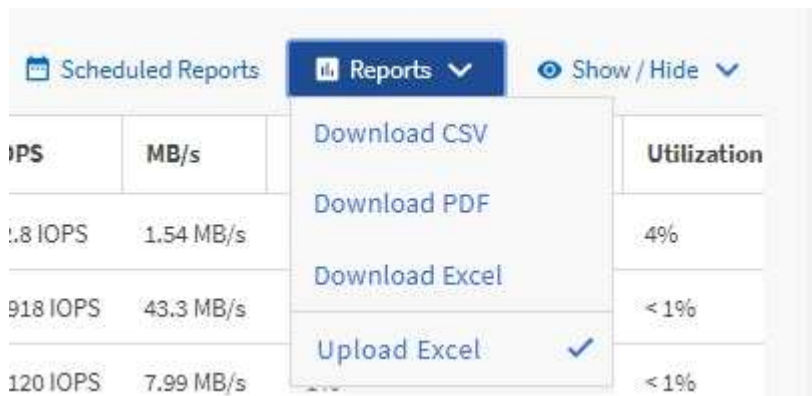 Scheduled Reports Reports Show / Hide
MB/s Utilization
Download CSV
1.54 MB/s 4%
Download PDF
Download Excel
918 IOPS 43.3 MB/s < 1%
Upload Excel
120 IOPS 7.99 MB/s < 1%